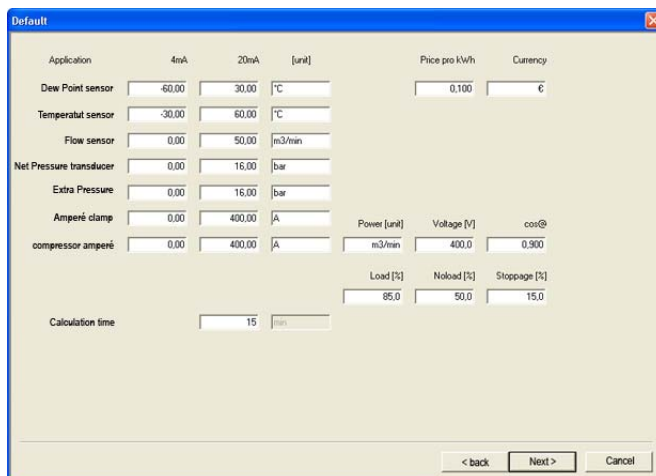 Default
Application 4mA 20mA [unit] Price pro kWh Currency
Dew Point sensor -60,00 30,00 °C 0,100 €
Temperatut sensor -30,00 60,00 °C
Flow sensor 0,00 50,00 m3/min
Net Pressure transducer 0,00 16,00 bar
Extra Pressure 0,00 16,00 bar
Amperé clamp 0,00 400,00 A Power [unit] Voltage [V] cos@
compressor amperé 0,00 400,00 A m3/min 400,0 0,900
Load [%] Noload [%] Stoppage [%]
85,0 50,0 15,0
Calculation time 15 min
< back Next > Cancel